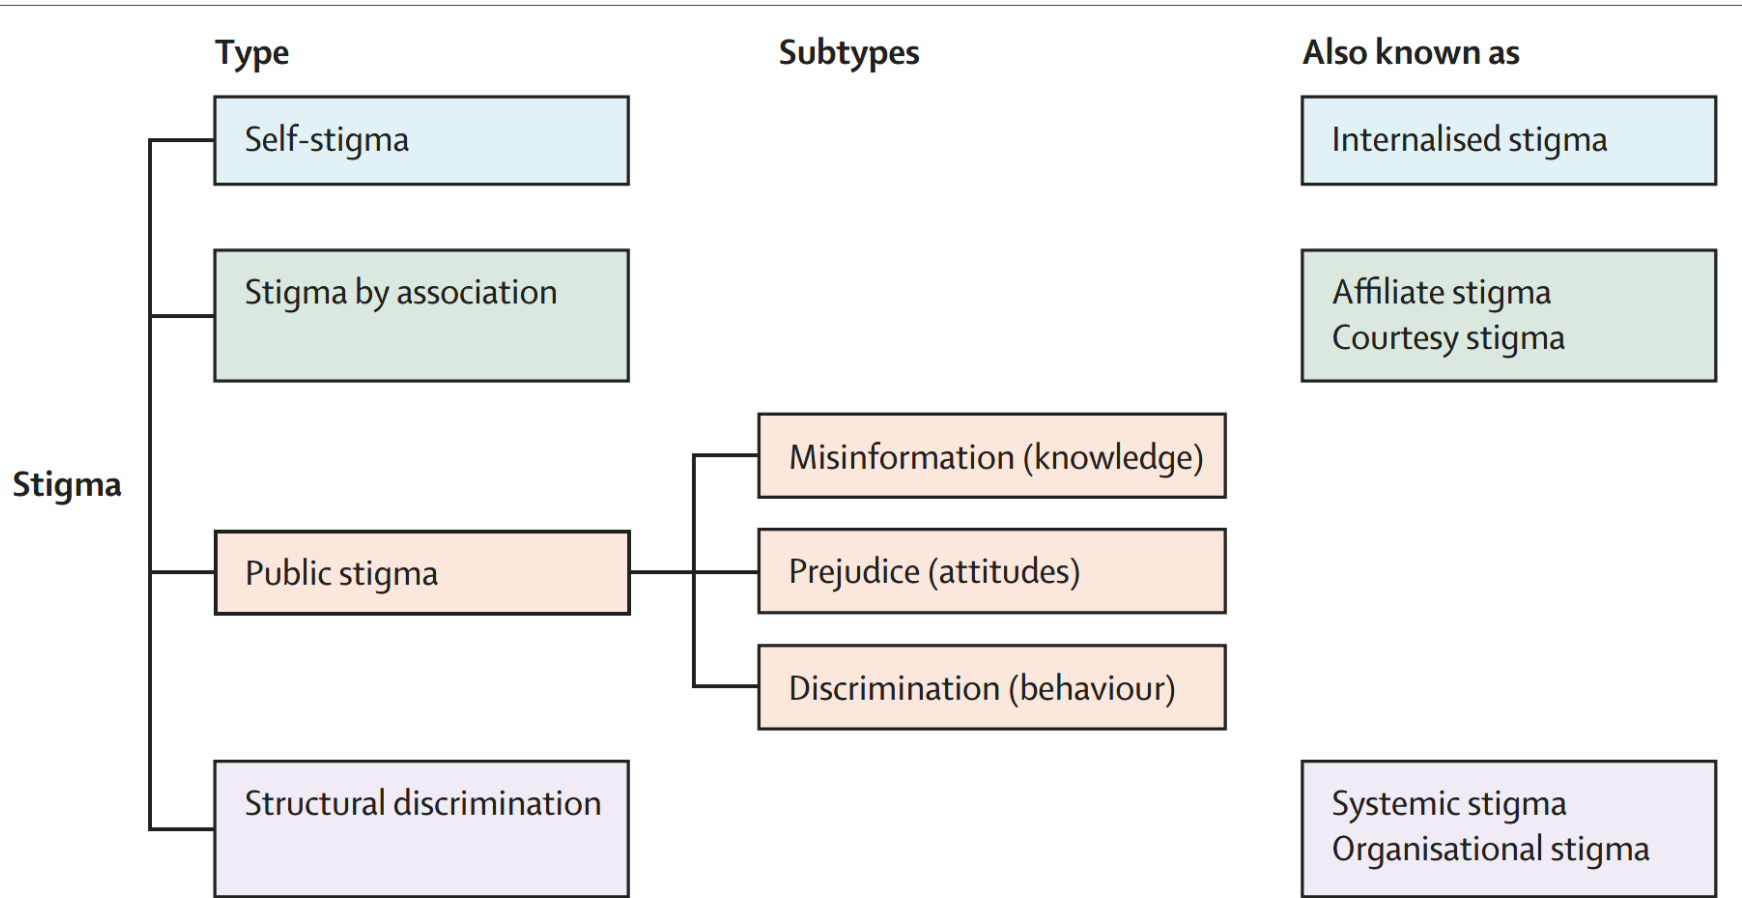 Type
Subtypes
Also known as
Self-stigma
Internalised stigma
Stigma by association
Affiliate stigma
Courtesy stigma
Stigma
Public stigma
Misinformation (knowledge)
Prejudice (attitudes)
Discrimination (behaviour)
Structural discrimination
Systemic stigma
Organisational stigma